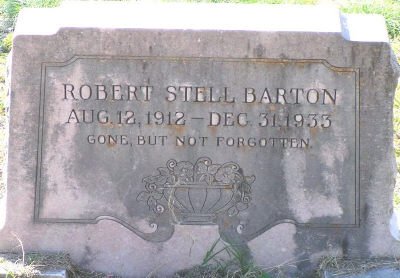 ROBERT STELL BARTON
AUG. 12, 1912 – DEC. 31, 1933
GONE, BUT NOT FORGOTTEN.